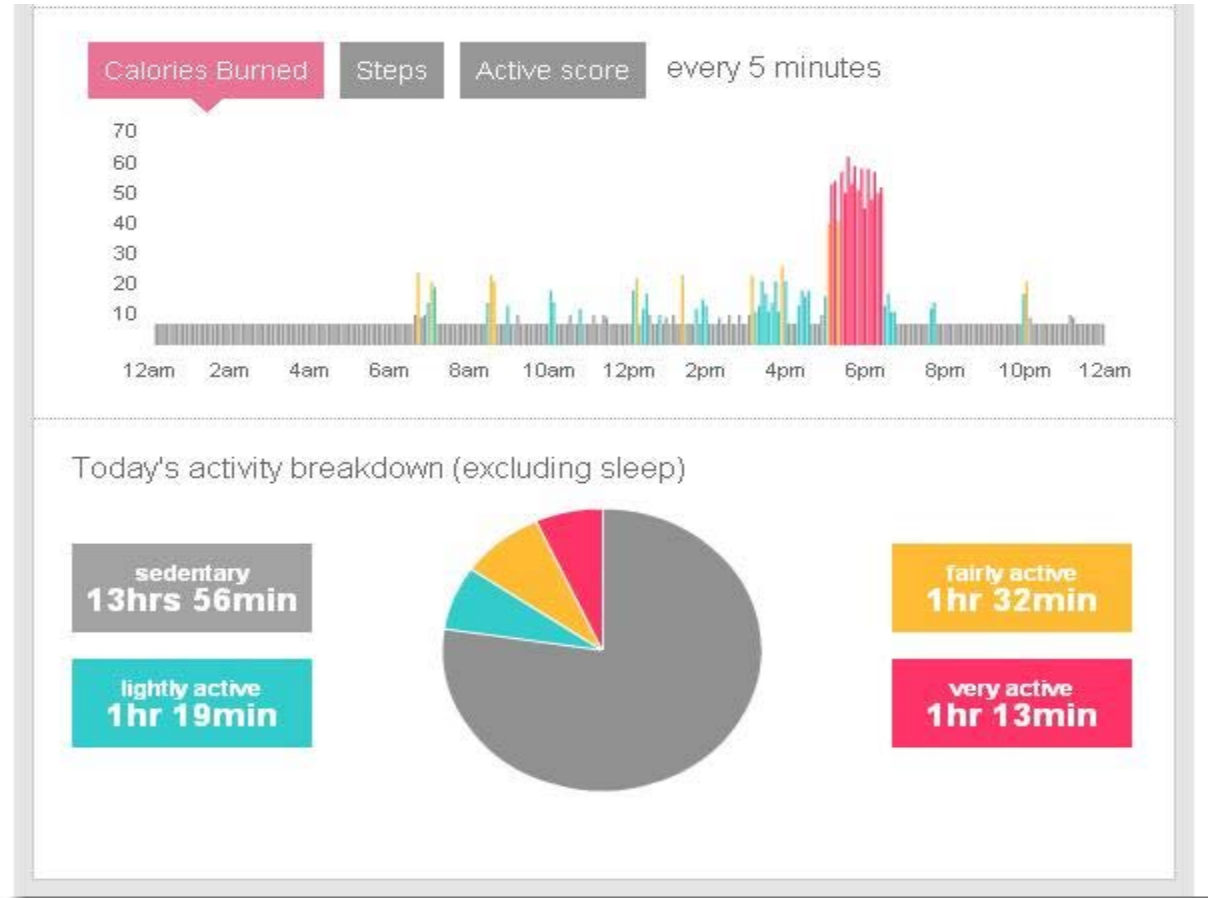 Calories Burned Steps Active score every 5 minutes
70
60
50
40
30
20
10
12am 2am 4am 6am 8am 10am 12pm 2pm 4pm 6pm 8pm 10pm 12am
Today's activity breakdown (excluding sleep)
sedentary
13hrs 56min
lightly active
1hr 19min
fairly active
1hr 32min
very active
1hr 13min